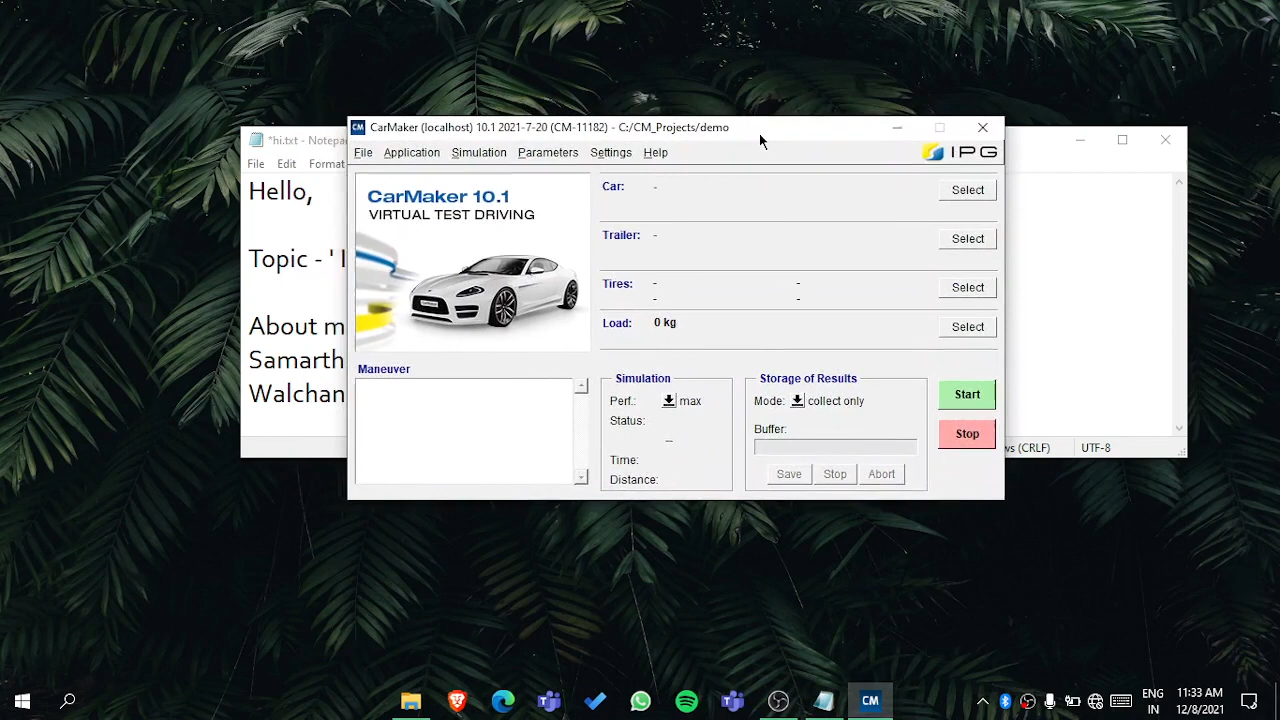 *hi.txt - Notepa
File Edit Format
Hello,
Topic - ' I
About m
Samarth
Walchan
ws (CRLF) UTF-8
CM CarMaker (localhost) 10.1 2021-7-20 (CM-11182) - C:/CM_Projects/demo
File Application Simulation Parameters Settings Help IPG
CarMaker 10.1
VIRTUAL TEST DRIVING
Car: - Select
Trailer: - Select
Tires: - - Select
- -
Load: 0 kg Select
Maneuver
Simulation
Perf.: max
Status:
--
Time:
Distance:
Storage of Results
Mode: collect only
Buffer:
Save Stop Abort
Start
Stop
CM
ENG
IN
11:33 AM
12/8/2021